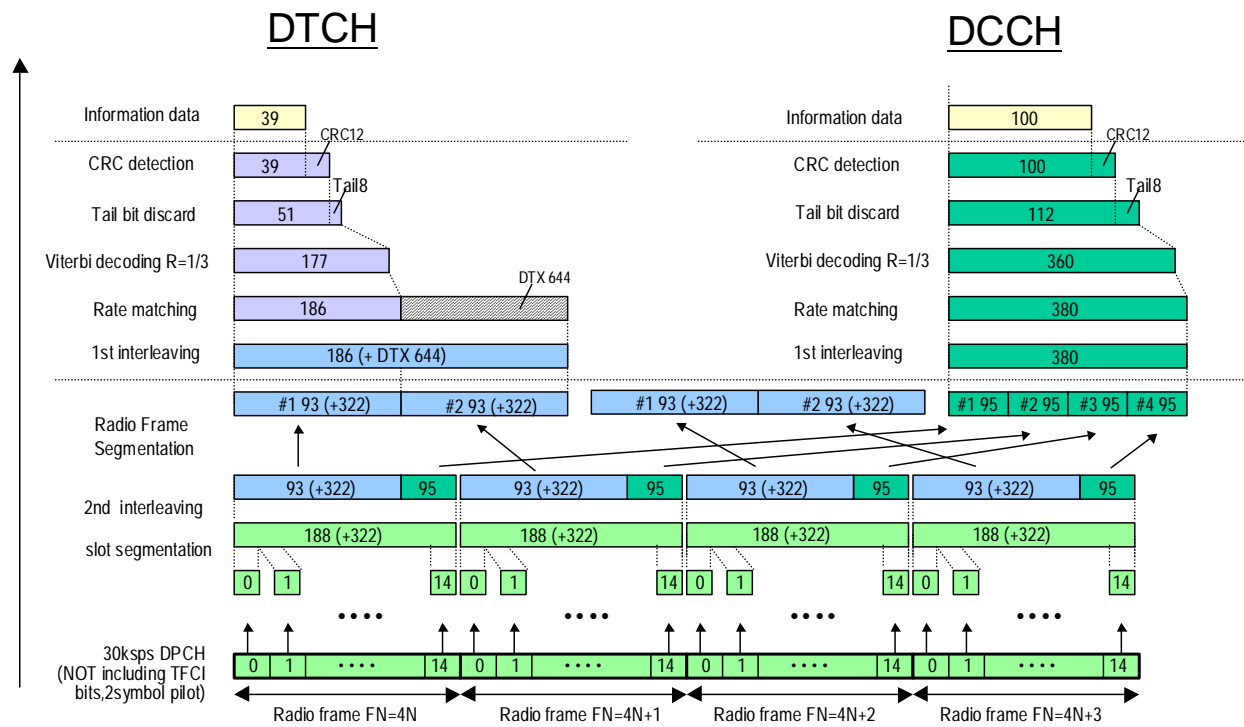 DTCH DCCH
Information data 39 Information data 100
CRC12 CRC12
CRC detection 39 CRC detection 100
Tail8 Tail8
Tail bit discard 51 Tail bit discard 112
Viterbi decoding R=1/3 177 Viterbi decoding R=1/3 360
DTX 644
Rate matching 186 Rate matching 380
1st interleaving 186 (+ DTX 644) 1st interleaving 380
#1 93 (+322) #2 93 (+322) #1 93 (+322) #2 93 (+322) #1 95 #2 95 #3 95 #4 95
Radio Frame
Segmentation
93 (+322) 95 93 (+322) 95 93 (+322) 95 93 (+322) 95
2nd interleaving
188 (+322) 188 (+322) 188 (+322) 188 (+322)
slot segmentation
0 1 14 0 1 14 0 1 14 0 1 14
•••• •••• •••• ••••
30ksps DPCH
(NOT including TFCI
bits,2symbol pilot)
0 1 •••• 14 0 1 •••• 14 0 1 •••• 14 0 1 •••• 14
Radio frame FN=4N Radio frame FN=4N+1 Radio frame FN=4N+2 Radio frame FN=4N+3